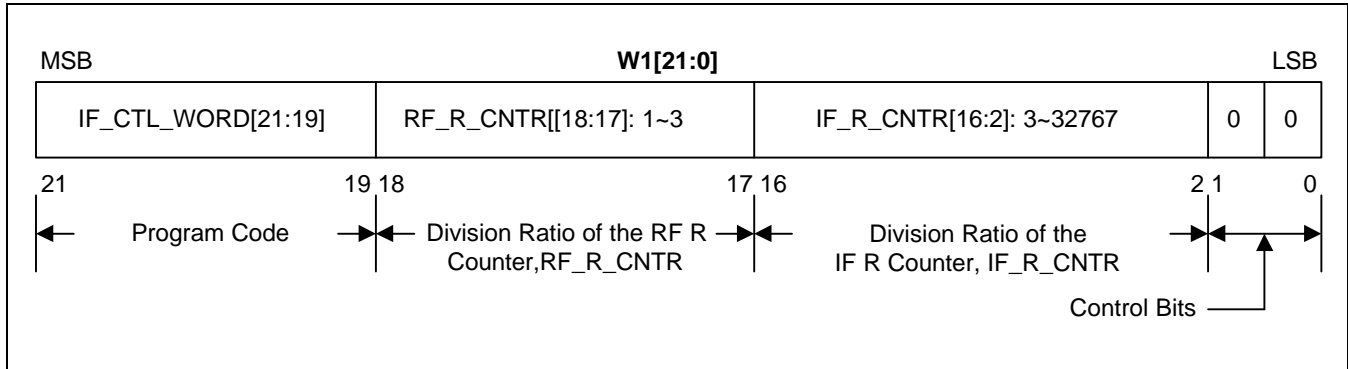 MSB W1[21:0] LSB
IF_CTL_WORD[21:19] RF_R_CNTR[[18:17]: 1~3 IF_R_CNTR[16:2]: 3~32767 0 0
21 19 18 17 16 2 1 0
Program Code Division Ratio of the RF R Division Ratio of the
Counter,RF_R_CNTR IF R Counter, IF_R_CNTR
Control Bits